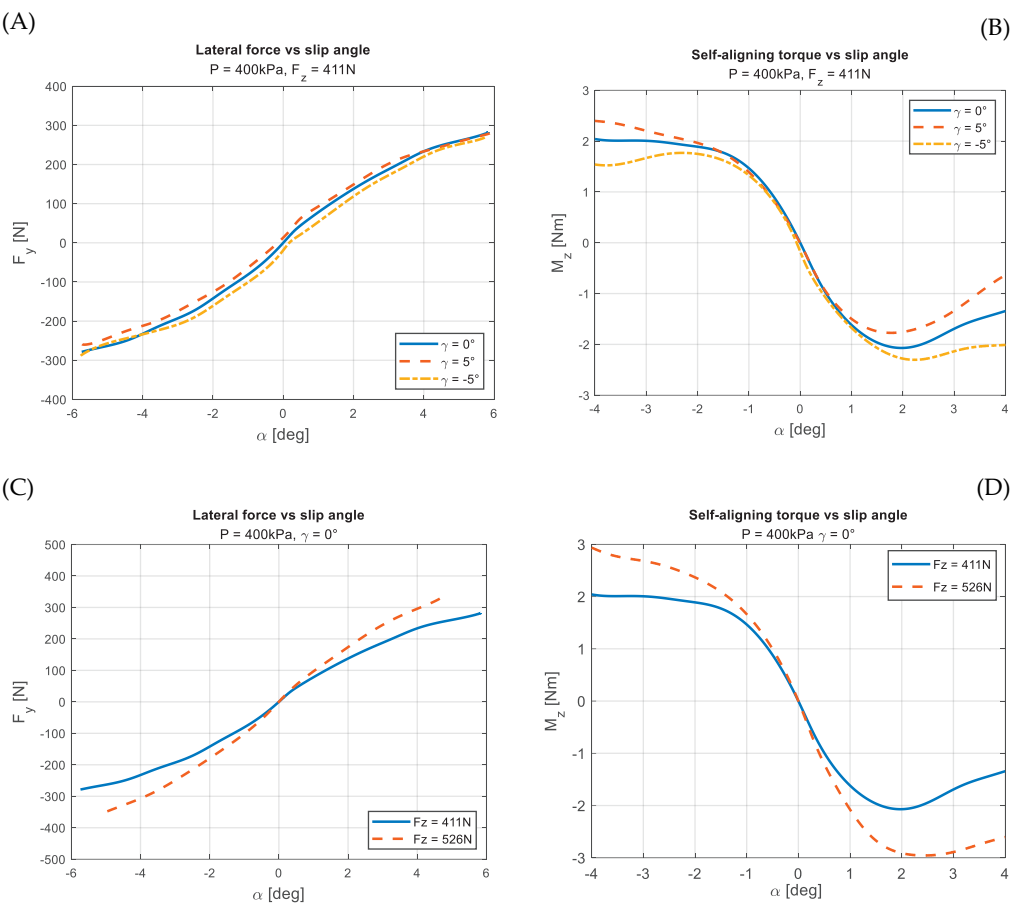 (A)
Lateral force vs slip angle
P = 400kPa, F_z = 411N
400
300
200
100
0
-100
-200
-300
-400
F_y [N]
γ = 0°
γ = 5°
γ = -5°
-6 -4 -2 0 2 4 6
α [deg]
(B)
Self-aligning torque vs slip angle
P = 400kPa, F_z = 411N
3
2
1
0
-1
-2
-3
M_z [Nm]
γ = 0°
γ = 5°
γ = -5°
-4 -3 -2 -1 0 1 2 3 4
α [deg]
(C)
Lateral force vs slip angle
P = 400kPa, γ = 0°
500
400
300
200
100
0
-100
-200
-300
-400
-500
F_y [N]
Fz = 411N
Fz = 526N
-6 -4 -2 0 2 4 6
α [deg]
(D)
Self-aligning torque vs slip angle
P = 400kPa γ = 0°
3
2
1
0
-1
-2
-3
M_z [Nm]
Fz = 411N
Fz = 526N
-4 -3 -2 -1 0 1 2 3 4
α [deg]